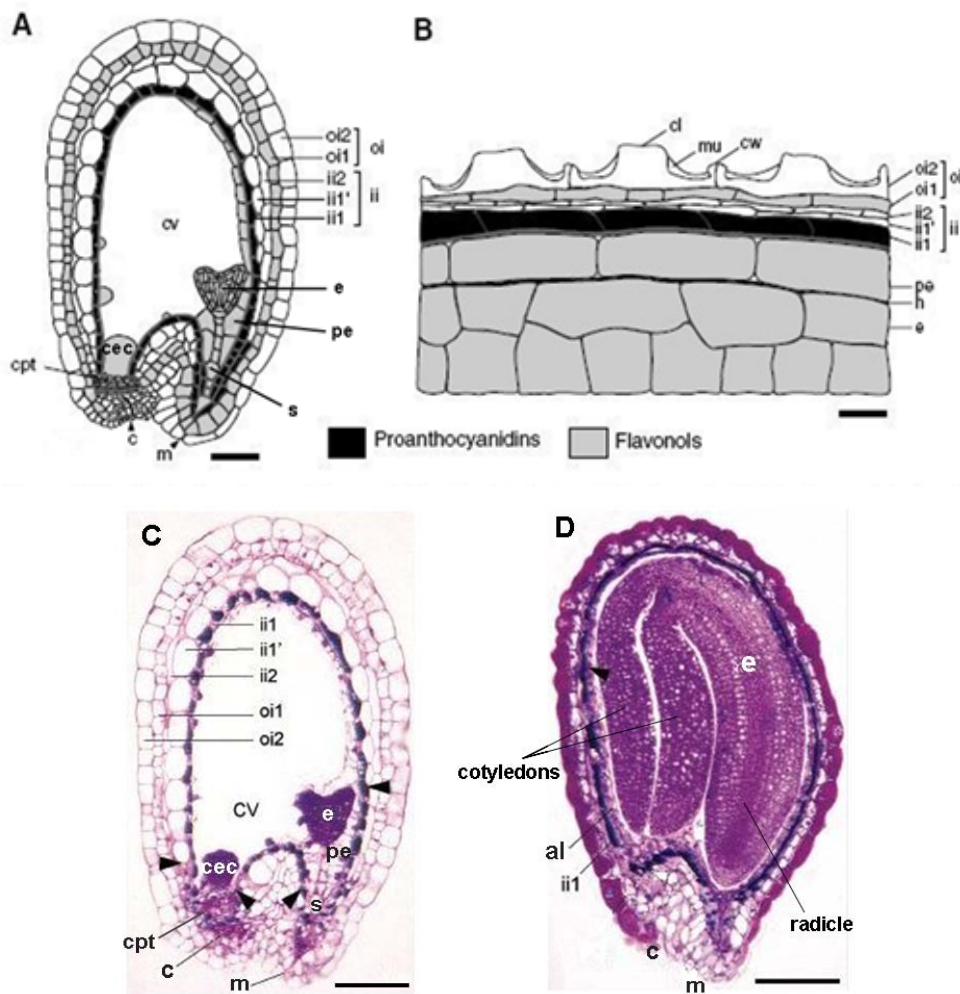 A
oi2
oi
oi1
ii2
ii1'
ii
ii1
cv
e
pe
cec
cpt
s
c
m
B
cl
mu
cw
oi2
oi
oi1
ii2
ii1'
ii
ii1
pe
h
e
Proanthocyanidins
Flavonols
C
ii1
ii1'
ii2
oi1
oi2
cv
e
pe
cec
s
cpt
c
m
D
e
cotyledons
al
ii1
radicle
c
m